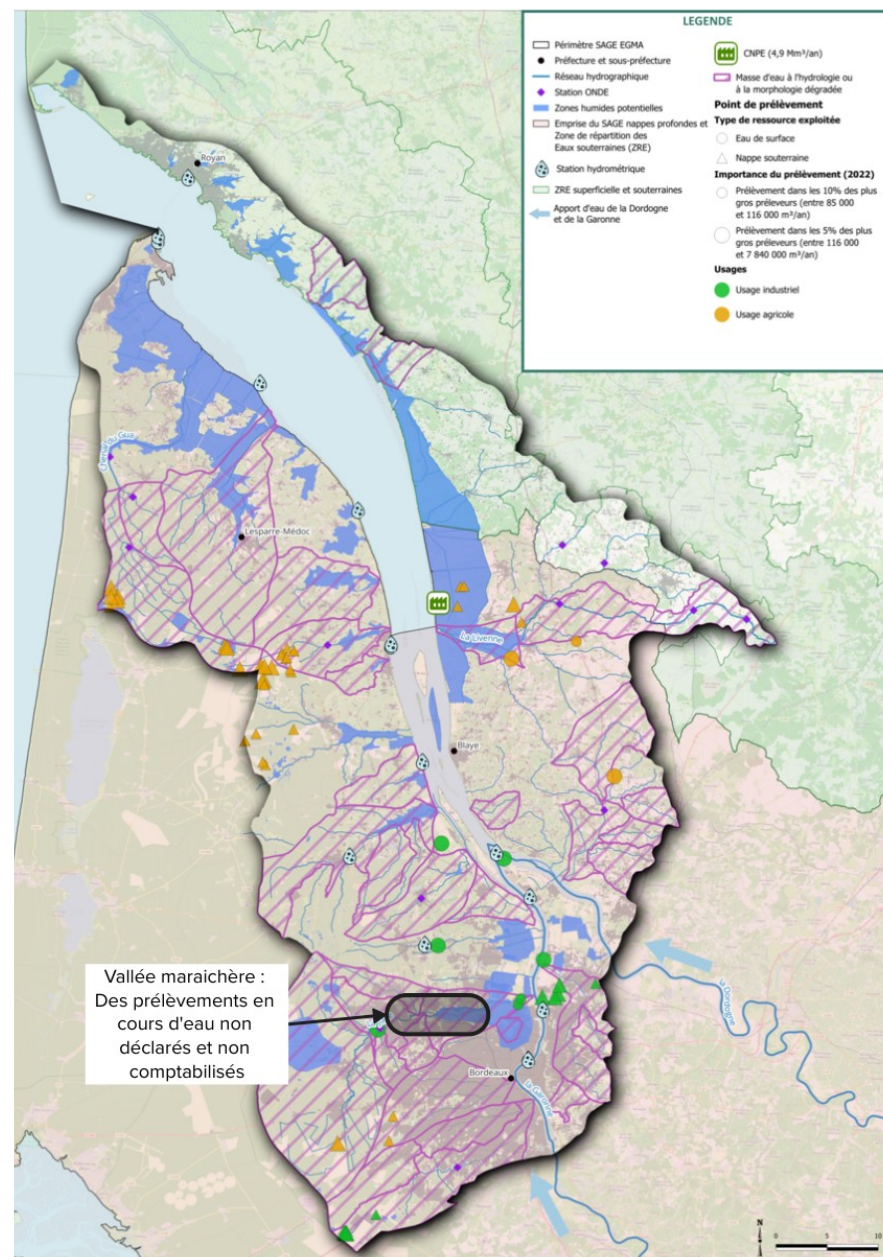 LEGENDE
Périmètre SAGE EGMA
Préfecture et sous-préfecture
Réseau hydrographique
Station ONDE
Zones humides potentielles
Emprise du SAGE nappes profondes et
Zone de répartition des
Eaux souterraines (ZRE)
Station hydrométrique
ZRE superficielle et souterraines
Apport d'eau de la Dordogne
et de la Garonne
CNPE (4,9 Mm³/an)
Masse d'eau à l'hydrologie ou
à la morphologie dégradée
Point de prélèvement
Type de ressource exploitée
Eau de surface
Nappe souterraine
Importance du prélèvement (2022)
Prélèvement dans les 10% des plus
gros préleveurs (entre 85 000
et 116 000 m³/an)
Prélèvement dans les 5% des plus
gros préleveurs (entre 116 000
et 7 840 000 m³/an)
Usages
Usage industriel
Usage agricole
Royan
Chenal du Gua
Lesparre-Médoc
La Livenne
Blaye
Vallée maraichère :
Des prélèvements en
cours d'eau non
déclarés et non
comptabilisés
la Dordogne
Bordeaux
la Garonne
N
0 5 10